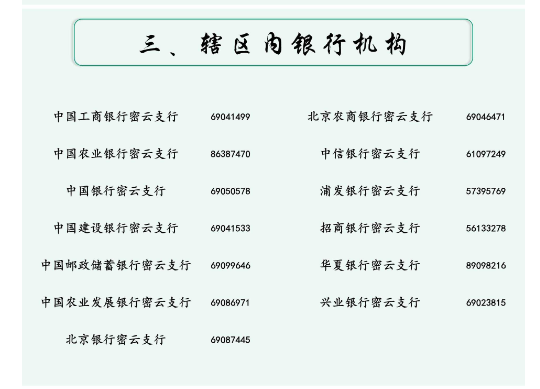 三、辖区内银行机构
中国工商银行密云支行 69041499 北京农商银行密云支行 69046471
中国农业银行密云支行 86387470 中信银行密云支行 61097249
中国银行密云支行 69050578 浦发银行密云支行 57395769
中国建设银行密云支行 69041533 招商银行密云支行 56133278
中国邮政储蓄银行密云支行 69099646 华夏银行密云支行 89098216
中国农业发展银行密云支行 69086971 兴业银行密云支行 69023815
北京银行密云支行 69087445